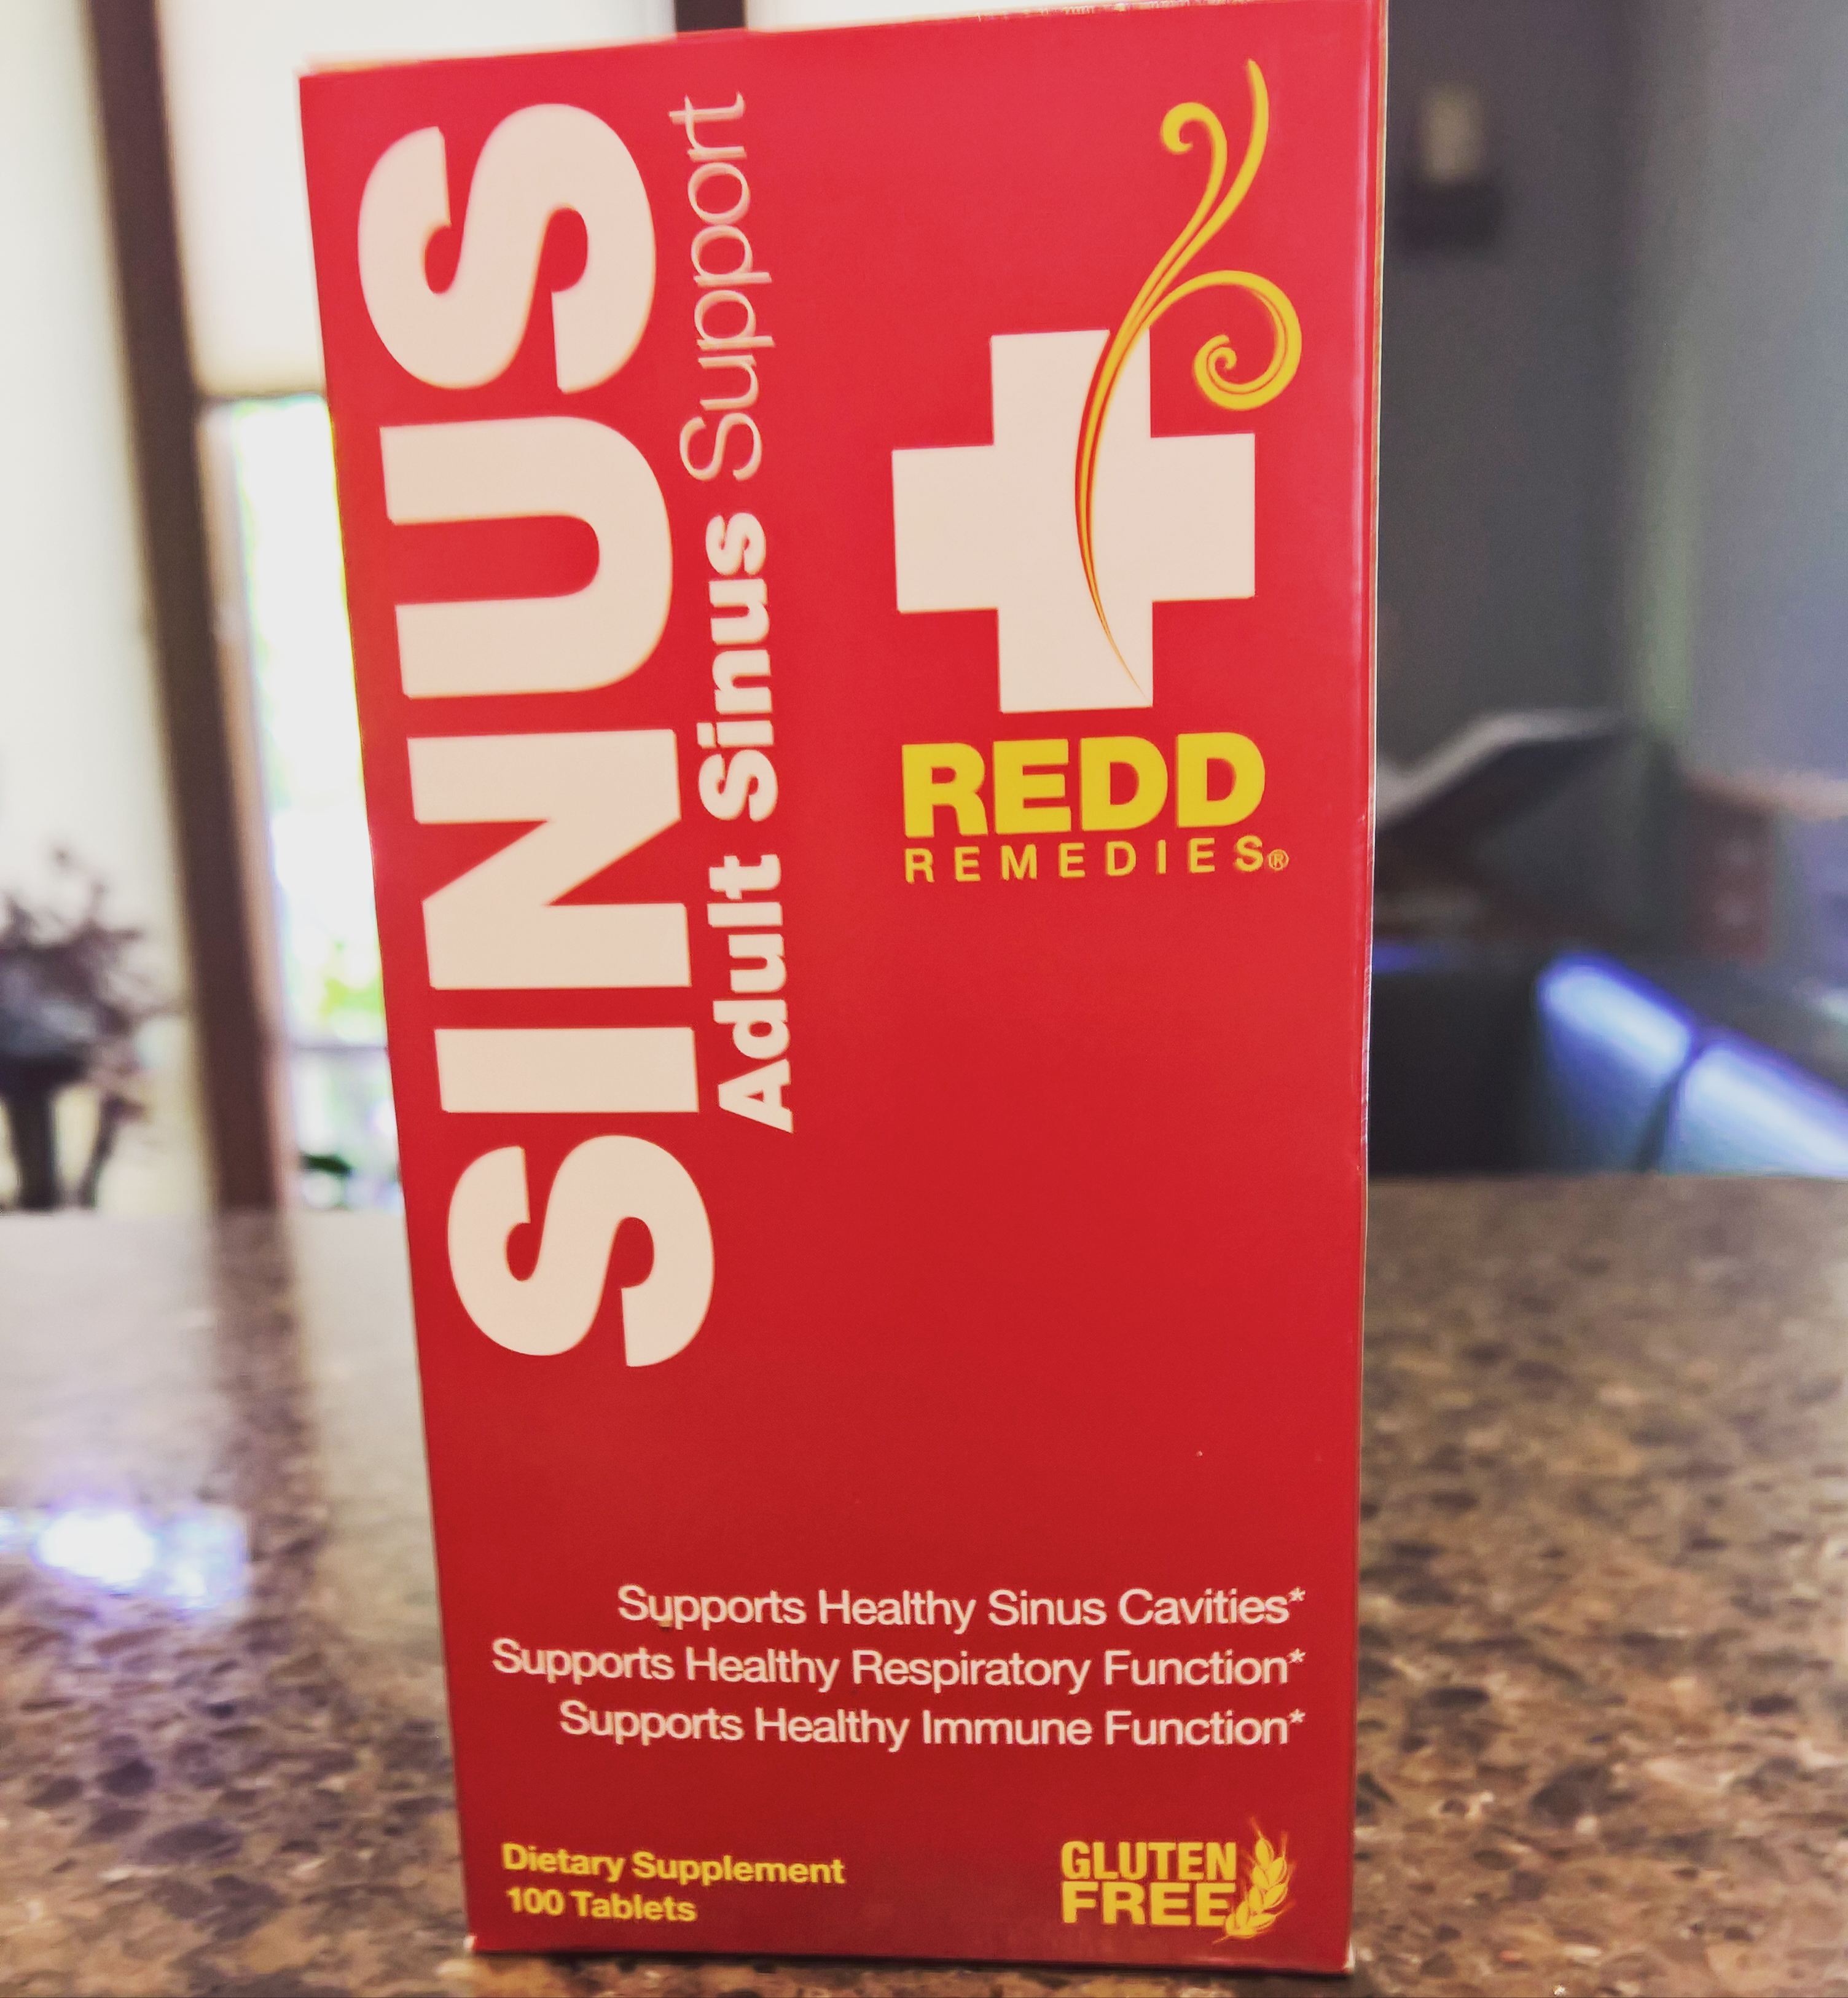 SINUS
Adult Sinus Support
REDD
REMEDIES®
Supports Healthy Sinus Cavities*
Supports Healthy Respiratory Function*
Supports Healthy Immune Function*
Dietary Supplement
100 Tablets
GLUTEN
FREE